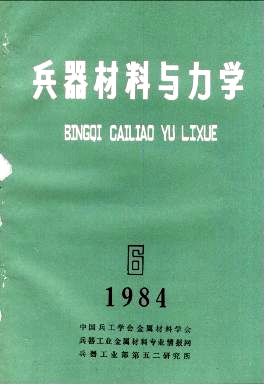 兵器材料与力学
BINGQI CAILIAO YU LIXUE
6
1984
中国兵工学会金属材料学会
兵器工业金属材料专业情报网
兵器工业部第五二研究所